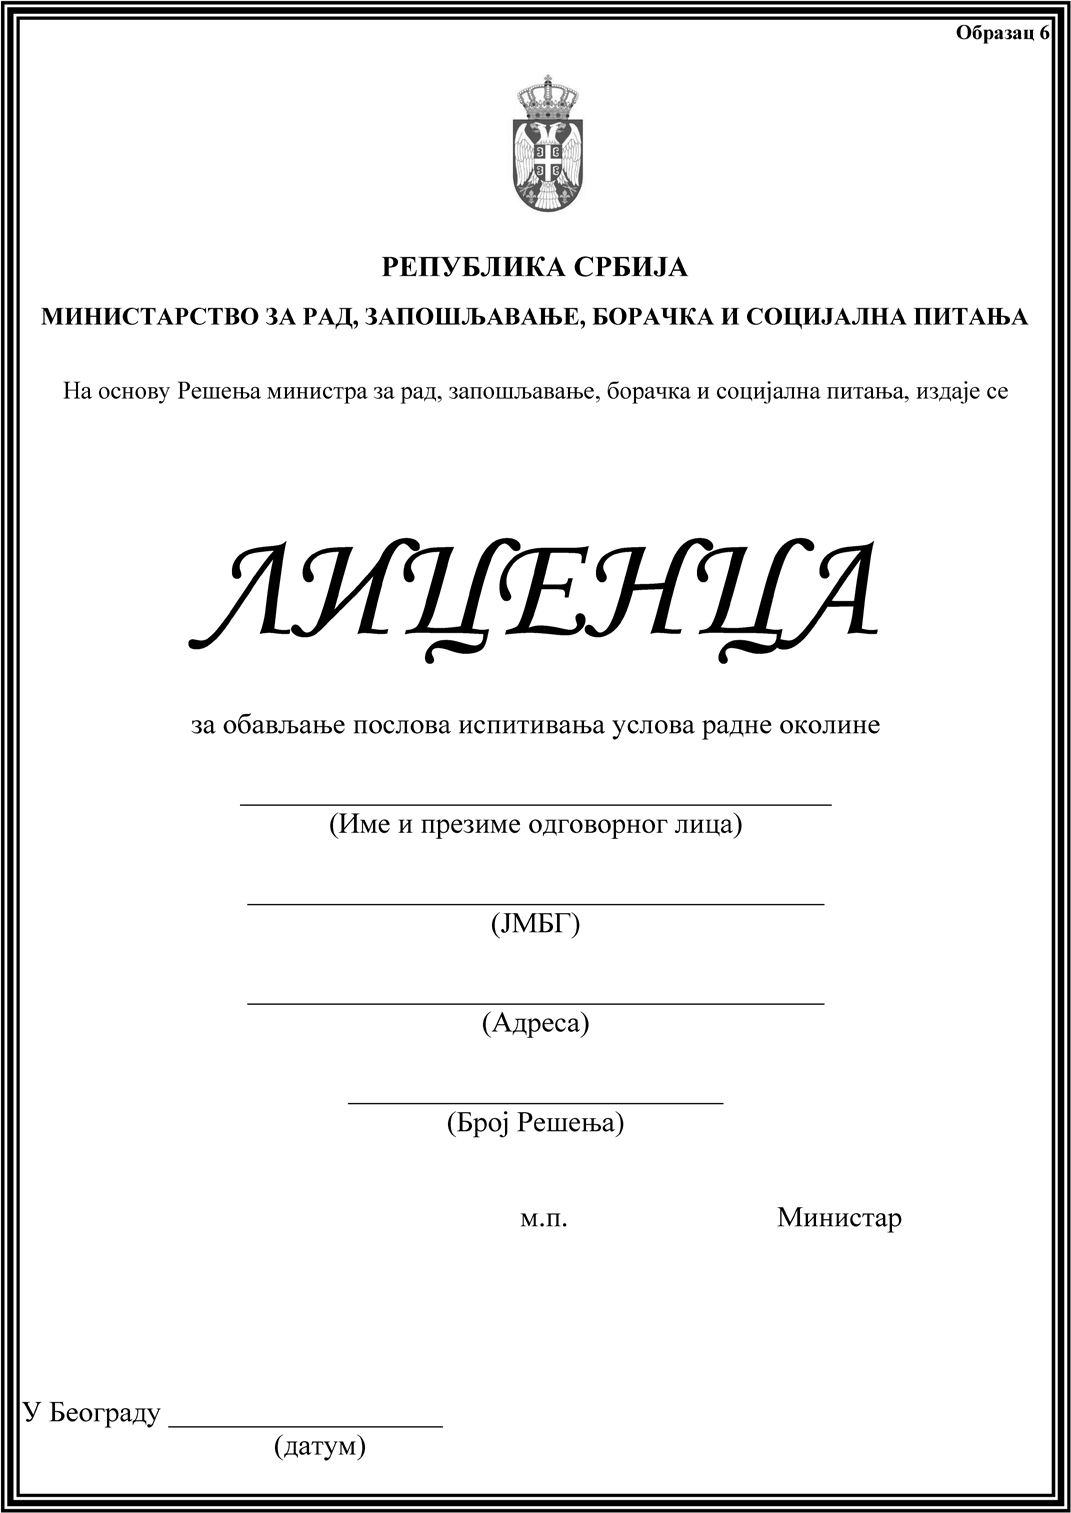 Образац 6
РЕПУБЛИКА СРБИЈА
МИНИСТАРСТВО ЗА РАД, ЗАПОШЉАВАЊЕ, БОРАЧКА И СОЦИЈАЛНА ПИТАЊА
На основу Решења министра за рад, запошљавање, борачка и социјална питања, издаје се
ЛИЦЕНЦА
за обављање послова испитивања услова радне околине
(Име и презиме одговорног лица)
(ЈМБГ)
(Адреса)
(Број Решења)
м.п. Министар
У Београду ____________________
(датум)